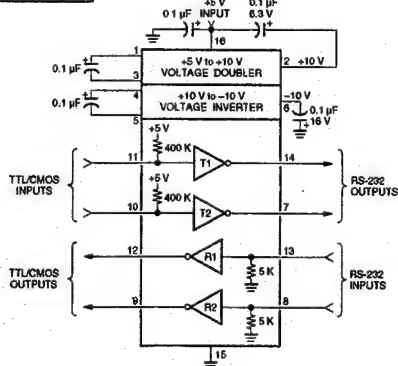 +5 V
0.1 µF INPUT 0.1 µF
6.3 V
16
0.1 µF + 1
3
+5 V to +10 V
VOLTAGE DOUBLER
2 +10 V
0.1 µF + 4
5
+10 V to –10 V
VOLTAGE INVERTER
–10 V
6
0.1 µF
16 V
+5 V
400 K
11 T1 14
+5 V
400 K
10 T2 7
TTL/CMOS
INPUTS
RS-232
OUTPUTS
12 R1 13
5 K
9 R2 8
5 K
TTL/CMOS
OUTPUTS
RS-232
INPUTS
15